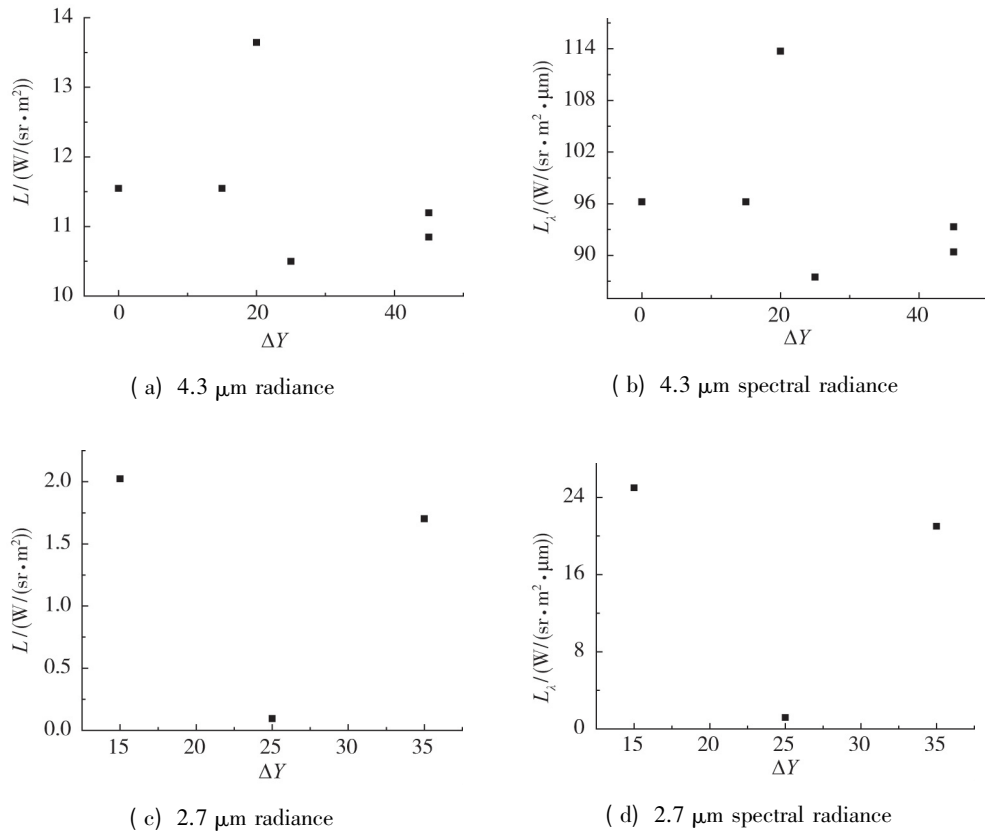 14
13
12
11
10
L/(W/(sr•m²))
0 20 40
ΔY
( a) 4.3 μm radiance
114
108
102
96
90
L_λ/(W/(sr•m²•μm))
0 20 40
ΔY
( b) 4.3 μm spectral radiance
2.0
1.5
1.0
0.5
0.0
L/(W/(sr•m²))
15 20 25 30 35
ΔY
( c) 2.7 μm radiance
24
16
8
0
L_λ/(W/(sr•m²•μm))
15 20 25 30 35
ΔY
( d) 2.7 μm spectral radiance